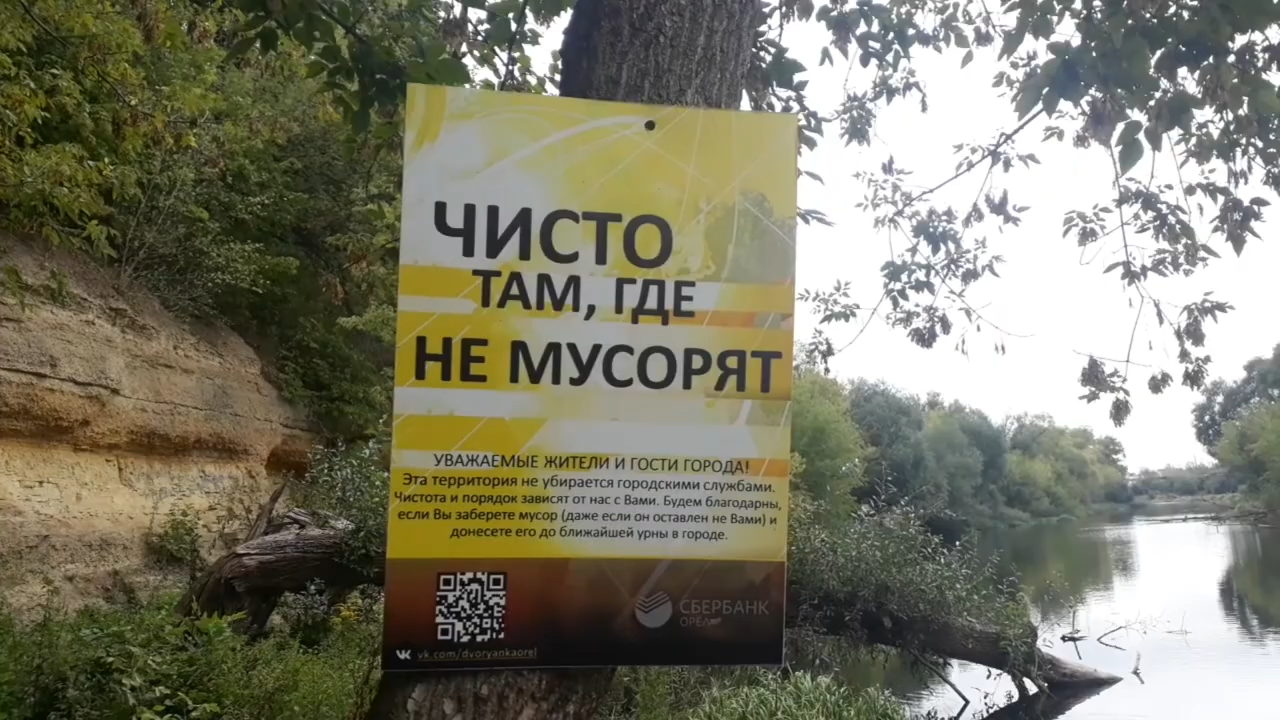 ЧИСТО
ТАМ, ГДЕ
НЕ МУСОРЯТ
УВАЖАЕМЫЕ ЖИТЕЛИ И ГОСТИ ГОРОДА!
Эта территория не убирается городскими службами.
Чистота и порядок зависят от нас с Вами. Будем благодарны,
если Вы заберете мусор (даже если он оставлен не Вами) и
донесете его до ближайшей урны в городе.
СБЕРБАНК
ОРЕЛ
vk.com/dvoryankaorel